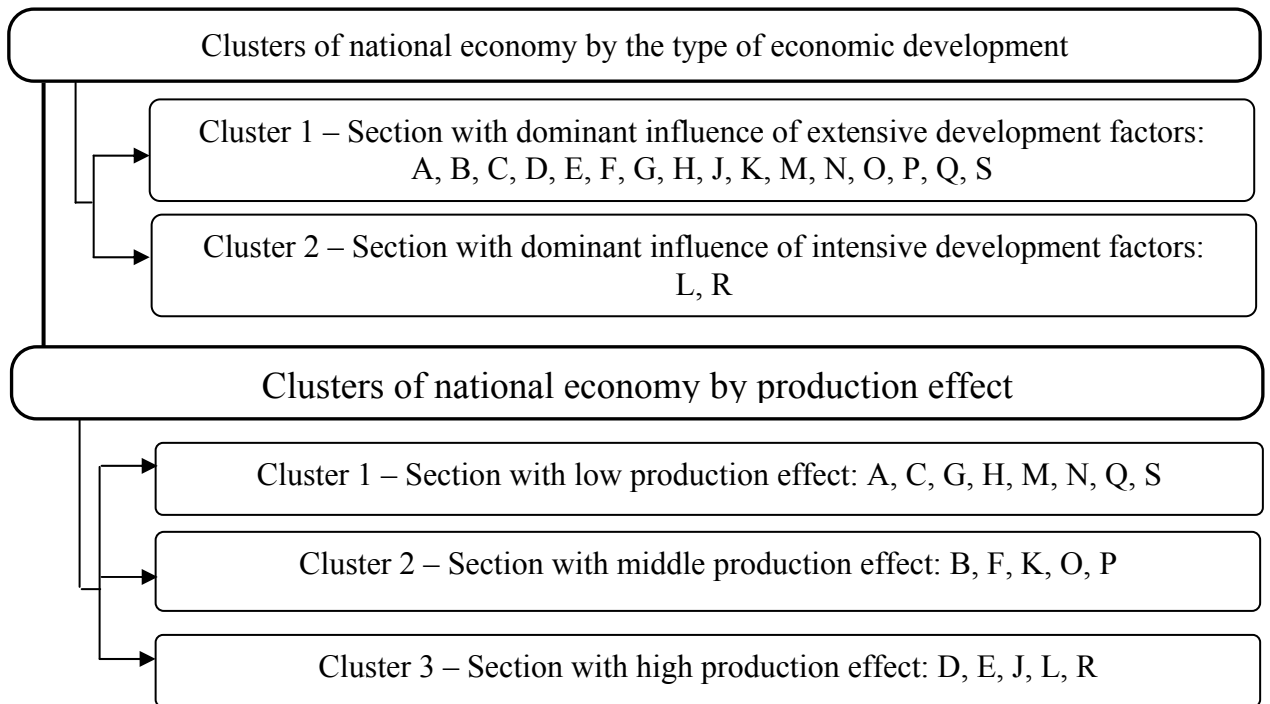 Clusters of national economy by the type of economic development
Cluster 1 – Section with dominant influence of extensive development factors:
A, B, C, D, E, F, G, H, J, K, M, N, O, P, Q, S
Cluster 2 – Section with dominant influence of intensive development factors:
L, R
Clusters of national economy by production effect
Cluster 1 – Section with low production effect: A, C, G, H, M, N, Q, S
Cluster 2 – Section with middle production effect: B, F, K, O, P
Cluster 3 – Section with high production effect: D, E, J, L, R